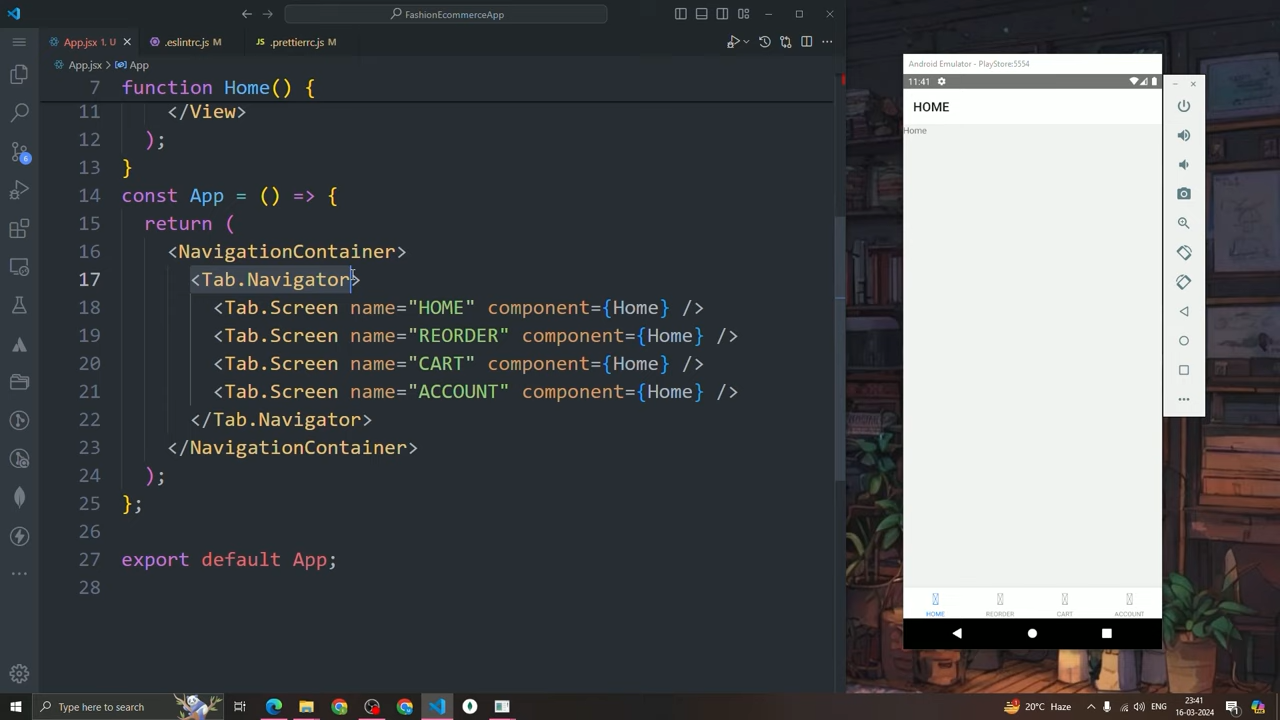 FashionEcommerceApp
App.jsx 1, U
.eslintrc.js M
JS .prettierrc.js M
App.jsx > App
7 function Home() {
11 </View>
12 );
13 }
14 const App = () => {
15 return (
16 <NavigationContainer>
17 <Tab.Navigator>
18 <Tab.Screen name="HOME" component={Home} />
19 <Tab.Screen name="REORDER" component={Home} />
20 <Tab.Screen name="CART" component={Home} />
21 <Tab.Screen name="ACCOUNT" component={Home} />
22 </Tab.Navigator>
23 </NavigationContainer>
24 );
25 };
26
27 export default App;
28
6
Android Emulator - PlayStore:5554
11:41
HOME
Home
HOME REORDER CART ACCOUNT
Type here to search
20°C Haze
ENG
23:41
16-03-2024
1